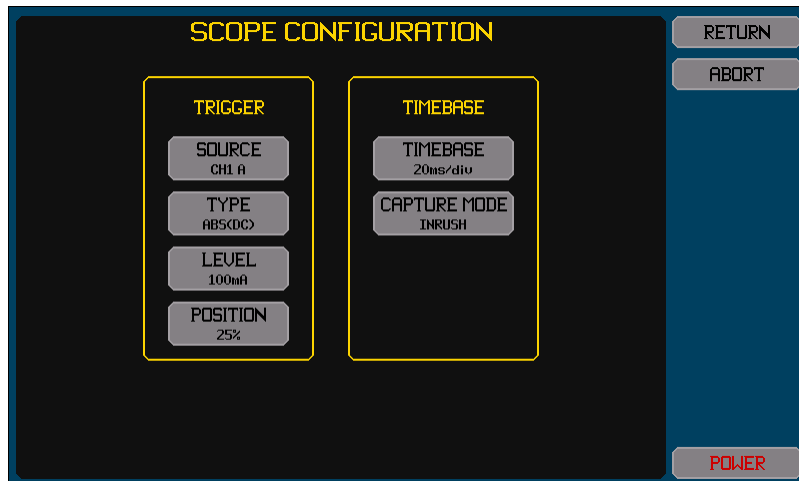 SCOPE CONFIGURATION
RETURN
ABORT
TRIGGER
SOURCE
CH1 A
TYPE
ABS(DC)
LEVEL
100mA
POSITION
25%
TIMEBASE
TIMEBASE
20ms/div
CAPTURE MODE
INRUSH
POWER